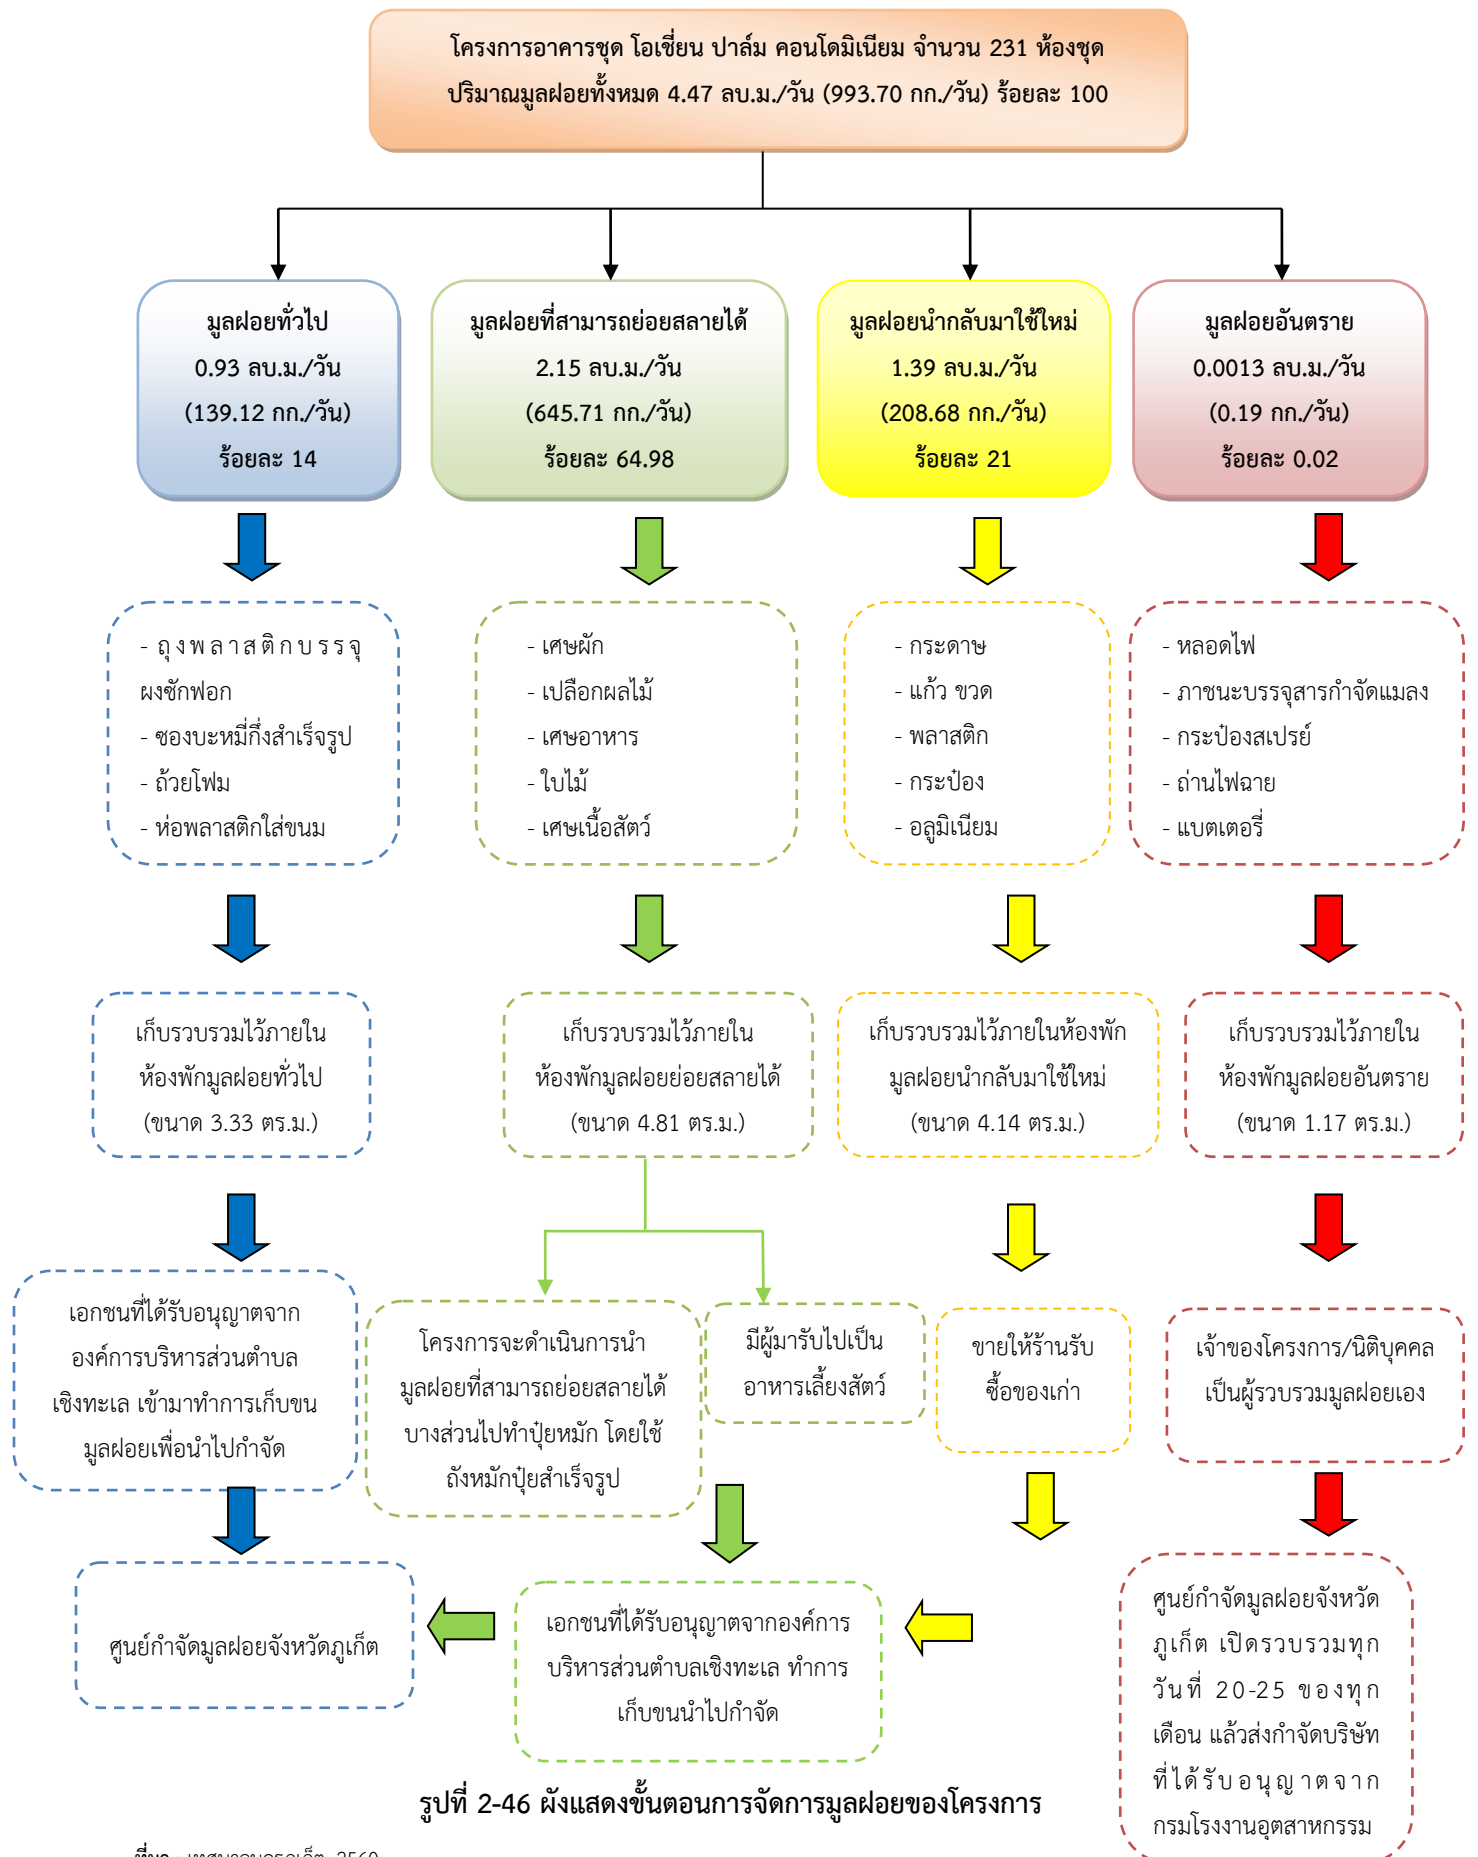 โครงการอาคารชุด โอเชี่ยน ปาล์ม คอนโดมิเนียม จำนวน 231 ห้องชุด
ปริมาณมูลฝอยทั้งหมด 4.47 ลบ.ม./วัน (993.70 กก./วัน) ร้อยละ 100
มูลฝอยทั่วไป
0.93 ลบ.ม./วัน
(139.12 กก./วัน)
ร้อยละ 14
มูลฝอยที่สามารถย่อยสลายได้
2.15 ลบ.ม./วัน
(645.71 กก./วัน)
ร้อยละ 64.98
มูลฝอยนำกลับมาใช้ใหม่
1.39 ลบ.ม./วัน
(208.68 กก./วัน)
ร้อยละ 21
มูลฝอยอันตราย
0.0013 ลบ.ม./วัน
(0.19 กก./วัน)
ร้อยละ 0.02
- ถุงพลาสติกบรรจุ
ผงซักฟอก
- ซองบะหมี่กึ่งสำเร็จรูป
- ถ้วยโฟม
- ห่อพลาสติกใส่ขนม
- เศษผัก
- เปลือกผลไม้
- เศษอาหาร
- ใบไม้
- เศษเนื้อสัตว์
- กระดาษ
- แก้ว ขวด
- พลาสติก
- กระป๋อง
- อลูมิเนียม
- หลอดไฟ
- ภาชนะบรรจุสารกำจัดแมลง
- กระป๋องสเปรย์
- ถ่านไฟฉาย
- แบตเตอรี่
เก็บรวบรวมไว้ภายใน
ห้องพักมูลฝอยทั่วไป
(ขนาด 3.33 ตร.ม.)
เก็บรวบรวมไว้ภายใน
ห้องพักมูลฝอยย่อยสลายได้
(ขนาด 4.81 ตร.ม.)
เก็บรวบรวมไว้ภายในห้องพัก
มูลฝอยนำกลับมาใช้ใหม่
(ขนาด 4.14 ตร.ม.)
เก็บรวบรวมไว้ภายใน
ห้องพักมูลฝอยอันตราย
(ขนาด 1.17 ตร.ม.)
เอกชนที่ได้รับอนุญาตจาก
องค์การบริหารส่วนตำบล
เชิงทะเล เข้ามาทำการเก็บขน
มูลฝอยเพื่อนำไปกำจัด
โครงการจะดำเนินการนำ
มูลฝอยที่สามารถย่อยสลายได้
บางส่วนไปทำปุ๋ยหมัก โดยใช้
ถังหมักปุ๋ยสำเร็จรูป
มีผู้มารับไปเป็น
อาหารเลี้ยงสัตว์
ขายให้ร้านรับ
ซื้อของเก่า
เจ้าของโครงการ/นิติบุคคล
เป็นผู้รวบรวมมูลฝอยเอง
ศูนย์กำจัดมูลฝอยจังหวัดภูเก็ต
เอกชนที่ได้รับอนุญาตจากองค์การ
บริหารส่วนตำบลเชิงทะเล ทำการ
เก็บขนนำไปกำจัด
ศูนย์กำจัดมูลฝอยจังหวัด
ภูเก็ต เปิดรวบรวมทุก
วันที่ 20-25 ของทุก
เดือน แล้วส่งกำจัดบริษัท
ที่ได้รับอนุญาตจาก
กรมโรงงานอุตสาหกรรม
รูปที่ 2-46 ผังแสดงขั้นตอนการจัดการมูลฝอยของโครงการ